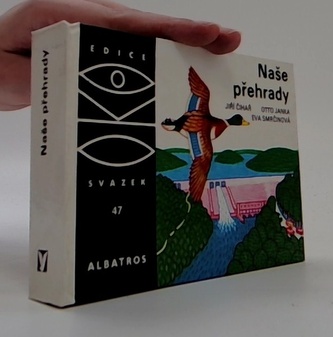 Naše přehrady
EDICE
OKO
SVAZEK
47
ALBATROS
Naše
přehrady
JIŘÍ ČIHAŘ OTTO JANKA
EVA SMRČINOVÁ